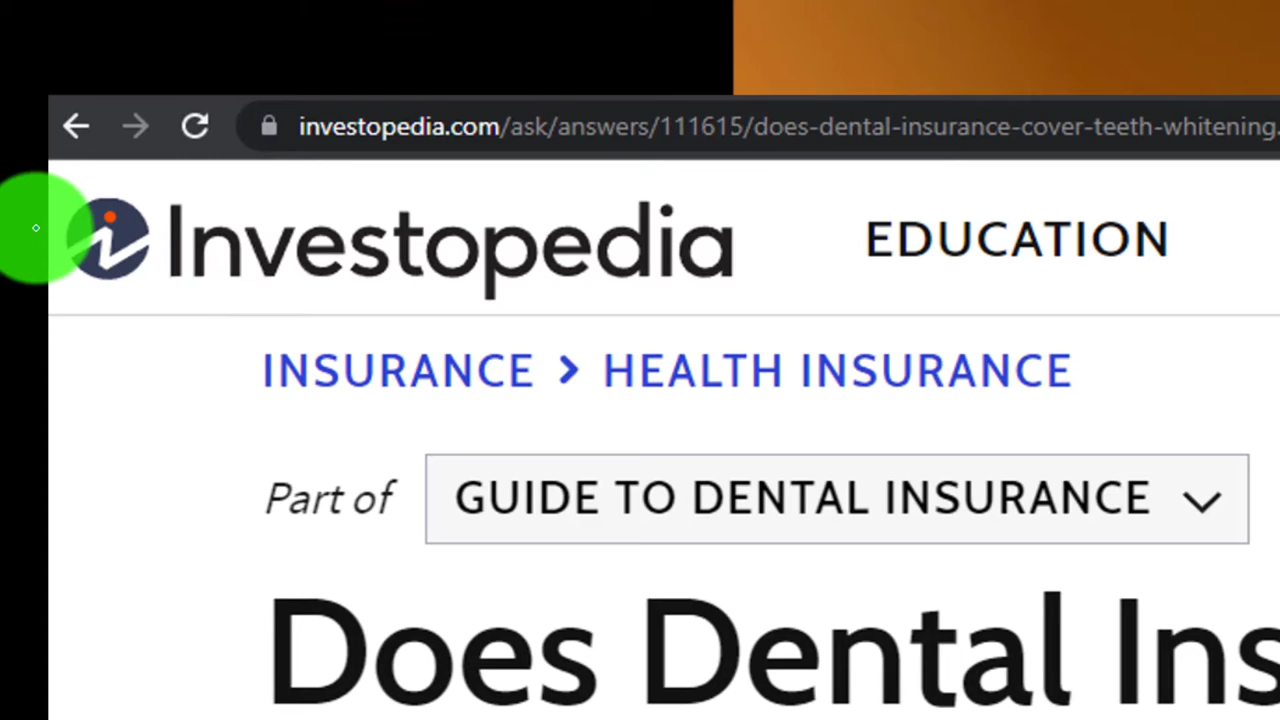 investopedia.com/ask/answers/111615/does-dental-insurance-cover-teeth-whitening.
Investopedia EDUCATION
INSURANCE > HEALTH INSURANCE
Part of GUIDE TO DENTAL INSURANCE
Does Dental Ins